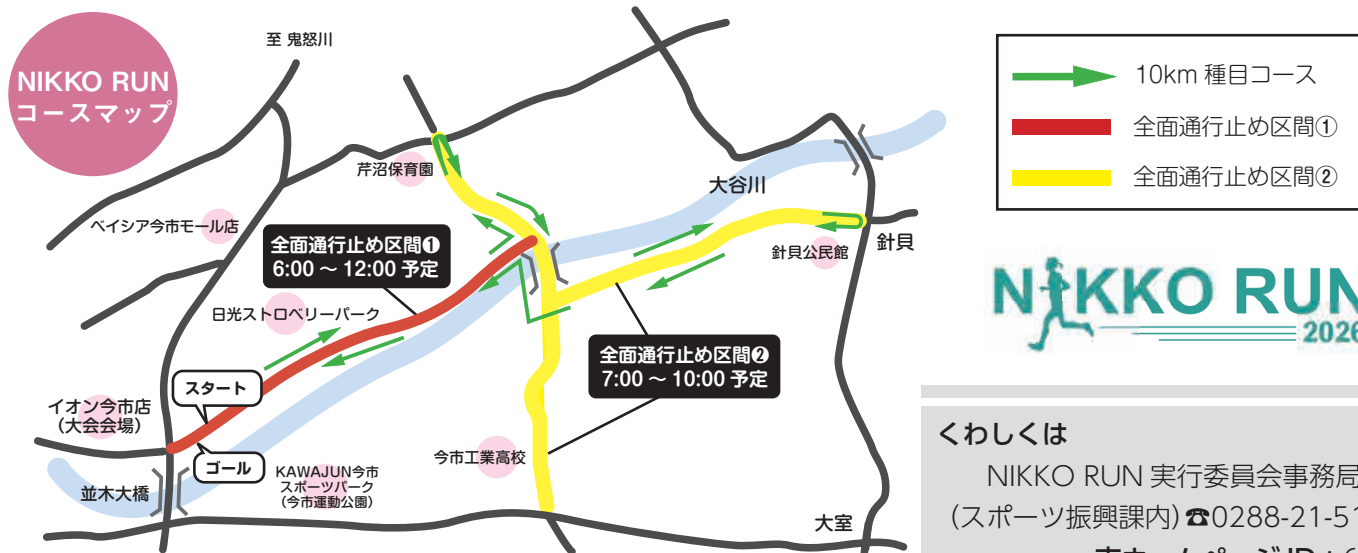 NIKKO RUN
コースマップ
至 鬼怒川
芹沼保育園
ベイシア今市モール店
大谷川
全面通行止め区間❶
6:00 ～ 12:00 予定
針貝公民館
針貝
日光ストロベリーパーク
全面通行止め区間❷
7:00 ～ 10:00 予定
スタート
イオン今市店
(大会会場)
ゴール
今市工業高校
KAWAJUN今市
スポーツパーク
(今市運動公園)
並木大橋
大室
10km 種目コース
全面通行止め区間①
全面通行止め区間②
NIKKO RUN
2026
くわしくは
NIKKO RUN 実行委員会事務局
(スポーツ振興課内)☎0288-21-51